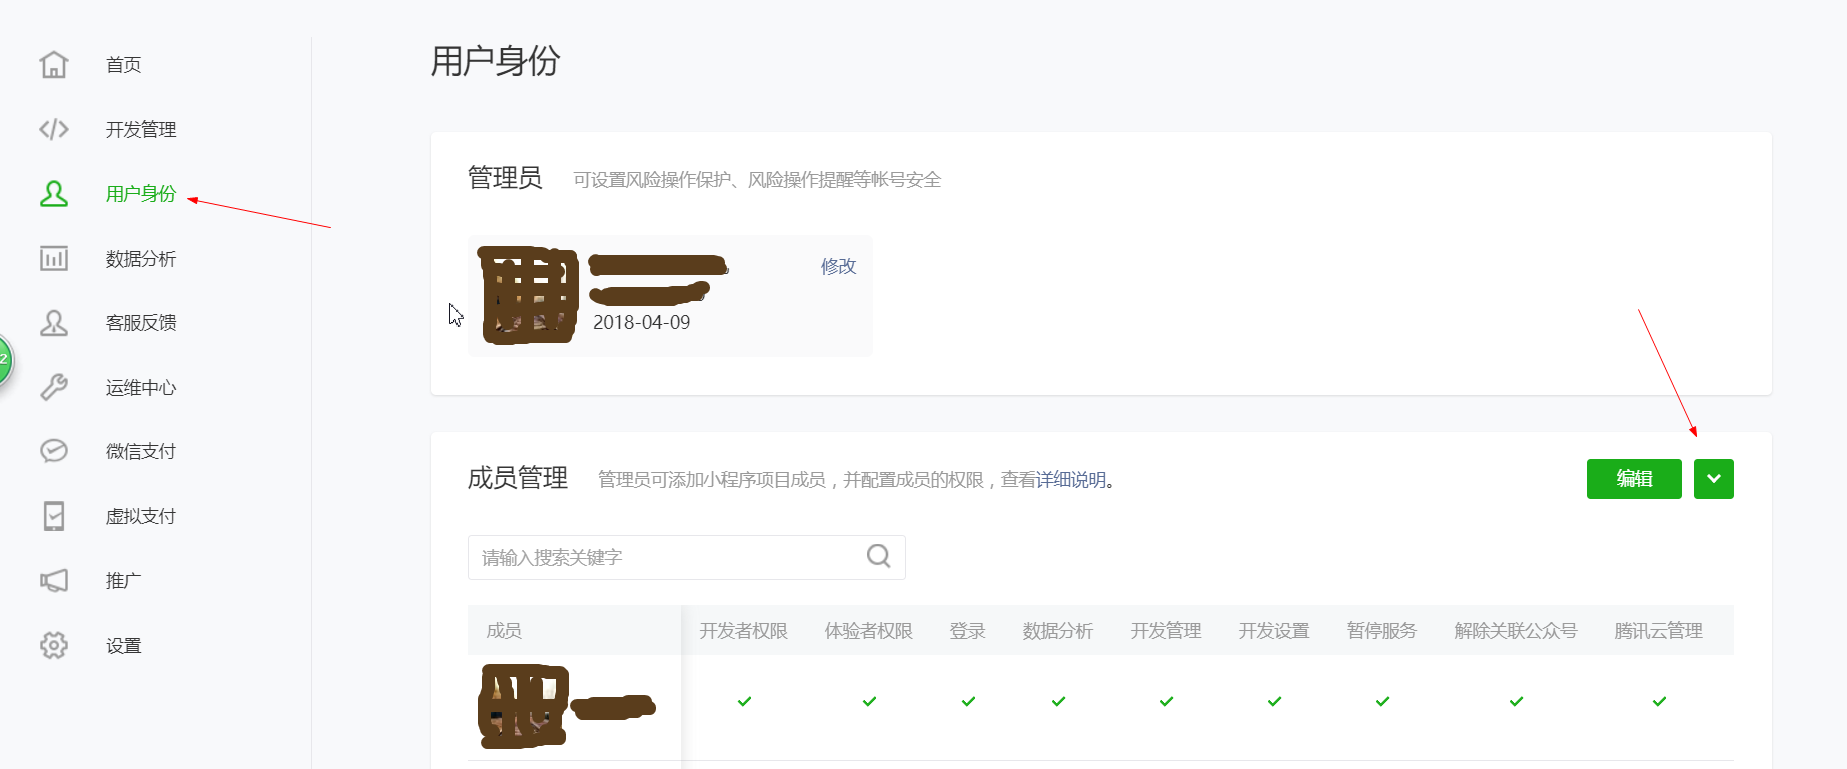 首页
开发管理
用户身份
数据分析
客服反馈
运维中心
微信支付
虚拟支付
推广
设置
2
用户身份
管理员 可设置风险操作保护、风险操作提醒等帐号安全
修改
2018-04-09
成员管理 管理员可添加小程序项目成员，并配置成员的权限，查看详细说明。 编辑
请输入搜索关键字
成员 开发者权限 体验者权限 登录 数据分析 开发管理 开发设置 暂停服务 解除关联公众号 腾讯云管理